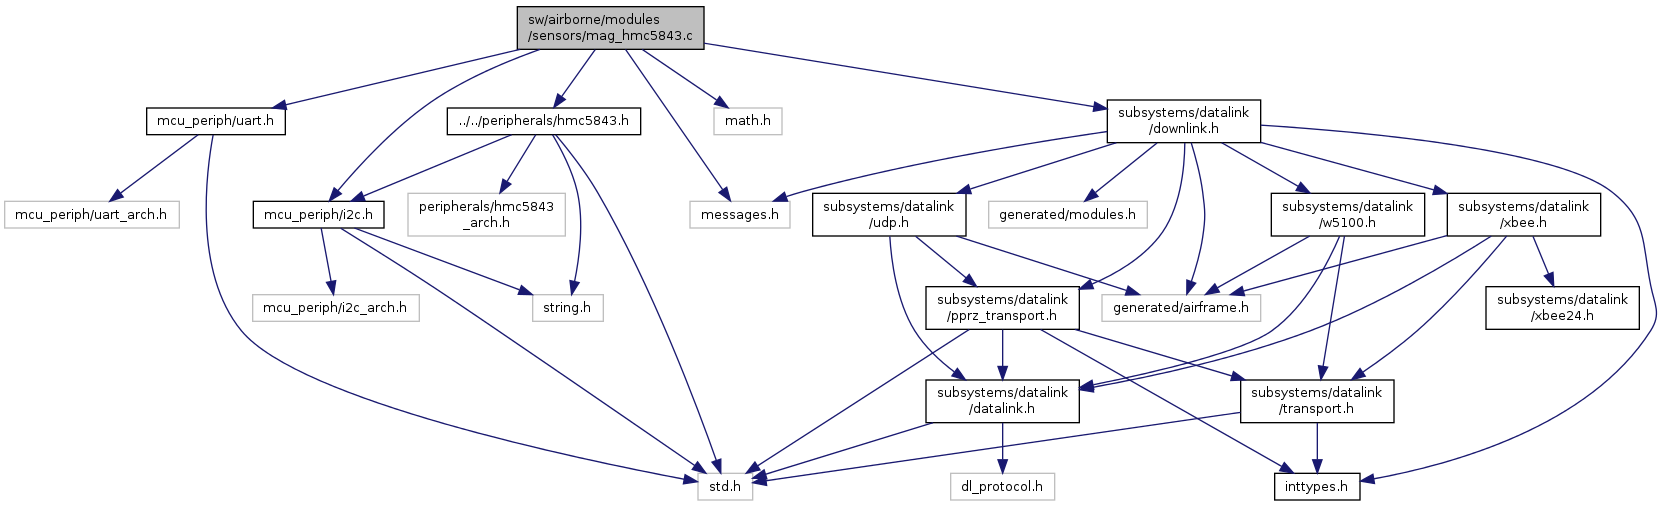 sw/airborne/modules
/sensors/mag_hmc5843.c
mcu_periph/uart.h
../../peripherals/hmc5843.h
math.h
subsystems/datalink
/downlink.h
mcu_periph/uart_arch.h
mcu_periph/i2c.h
peripherals/hmc5843
_arch.h
messages.h
subsystems/datalink
/udp.h
generated/modules.h
subsystems/datalink
/w5100.h
subsystems/datalink
/xbee.h
mcu_periph/i2c_arch.h
string.h
subsystems/datalink
/pprz_transport.h
generated/airframe.h
subsystems/datalink
/xbee24.h
subsystems/datalink
/datalink.h
subsystems/datalink
/transport.h
std.h
dl_protocol.h
inttypes.h